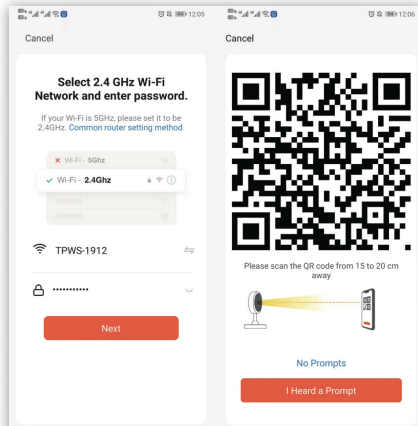 12:05
Cancel
Select 2.4 GHz Wi-Fi
Network and enter password.
If your Wi-Fi is 5GHz, please set it to be
2.4GHz. Common router setting method
Wi-Fi - 5Ghz
Wi-Fi - 2.4Ghz
TPWS-1912
Next
12:06
Cancel
Please scan the QR code from 15 to 20 cm
away
No Prompts
I Heard a Prompt